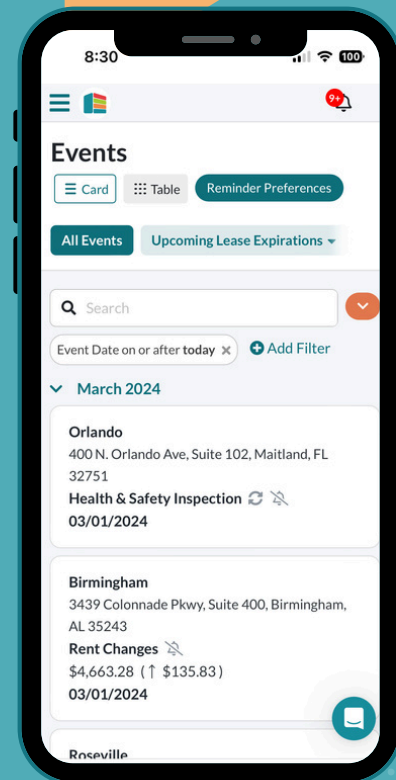 8:30
100
9+
Events
Card
Table
Reminder Preferences
All Events
Upcoming Lease Expirations
Search
Event Date on or after today ×
Add Filter
March 2024
Orlando
400 N. Orlando Ave, Suite 102, Maitland, FL
32751
Health & Safety Inspection
03/01/2024
Birmingham
3439 Colonnade Pkwy, Suite 400, Birmingham,
AL 35243
Rent Changes
$4,663.28 (↑ $135.83)
03/01/2024
Roseville